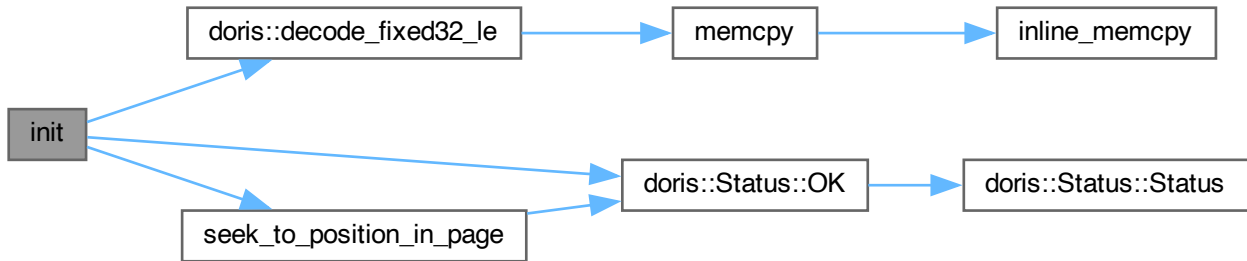 doris::decode_fixed32_le
memcpy
inline_memcpy
init
doris::Status::OK
doris::Status::Status
seek_to_position_in_page